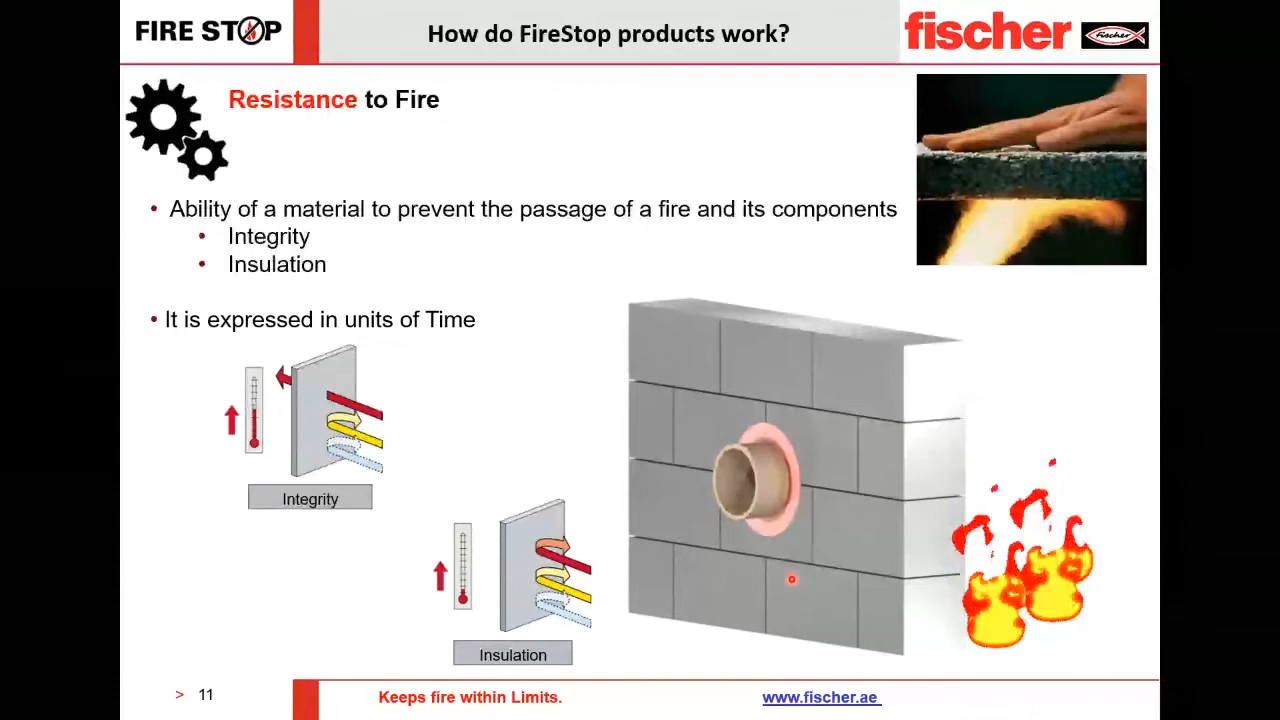 FIRE STOP
How do FireStop products work?
fischer
fischer
Resistance to Fire
• Ability of a material to prevent the passage of a fire and its components
• Integrity
• Insulation
• It is expressed in units of Time
Integrity
Insulation
> 11
Keeps fire within Limits.
www.fischer.ae